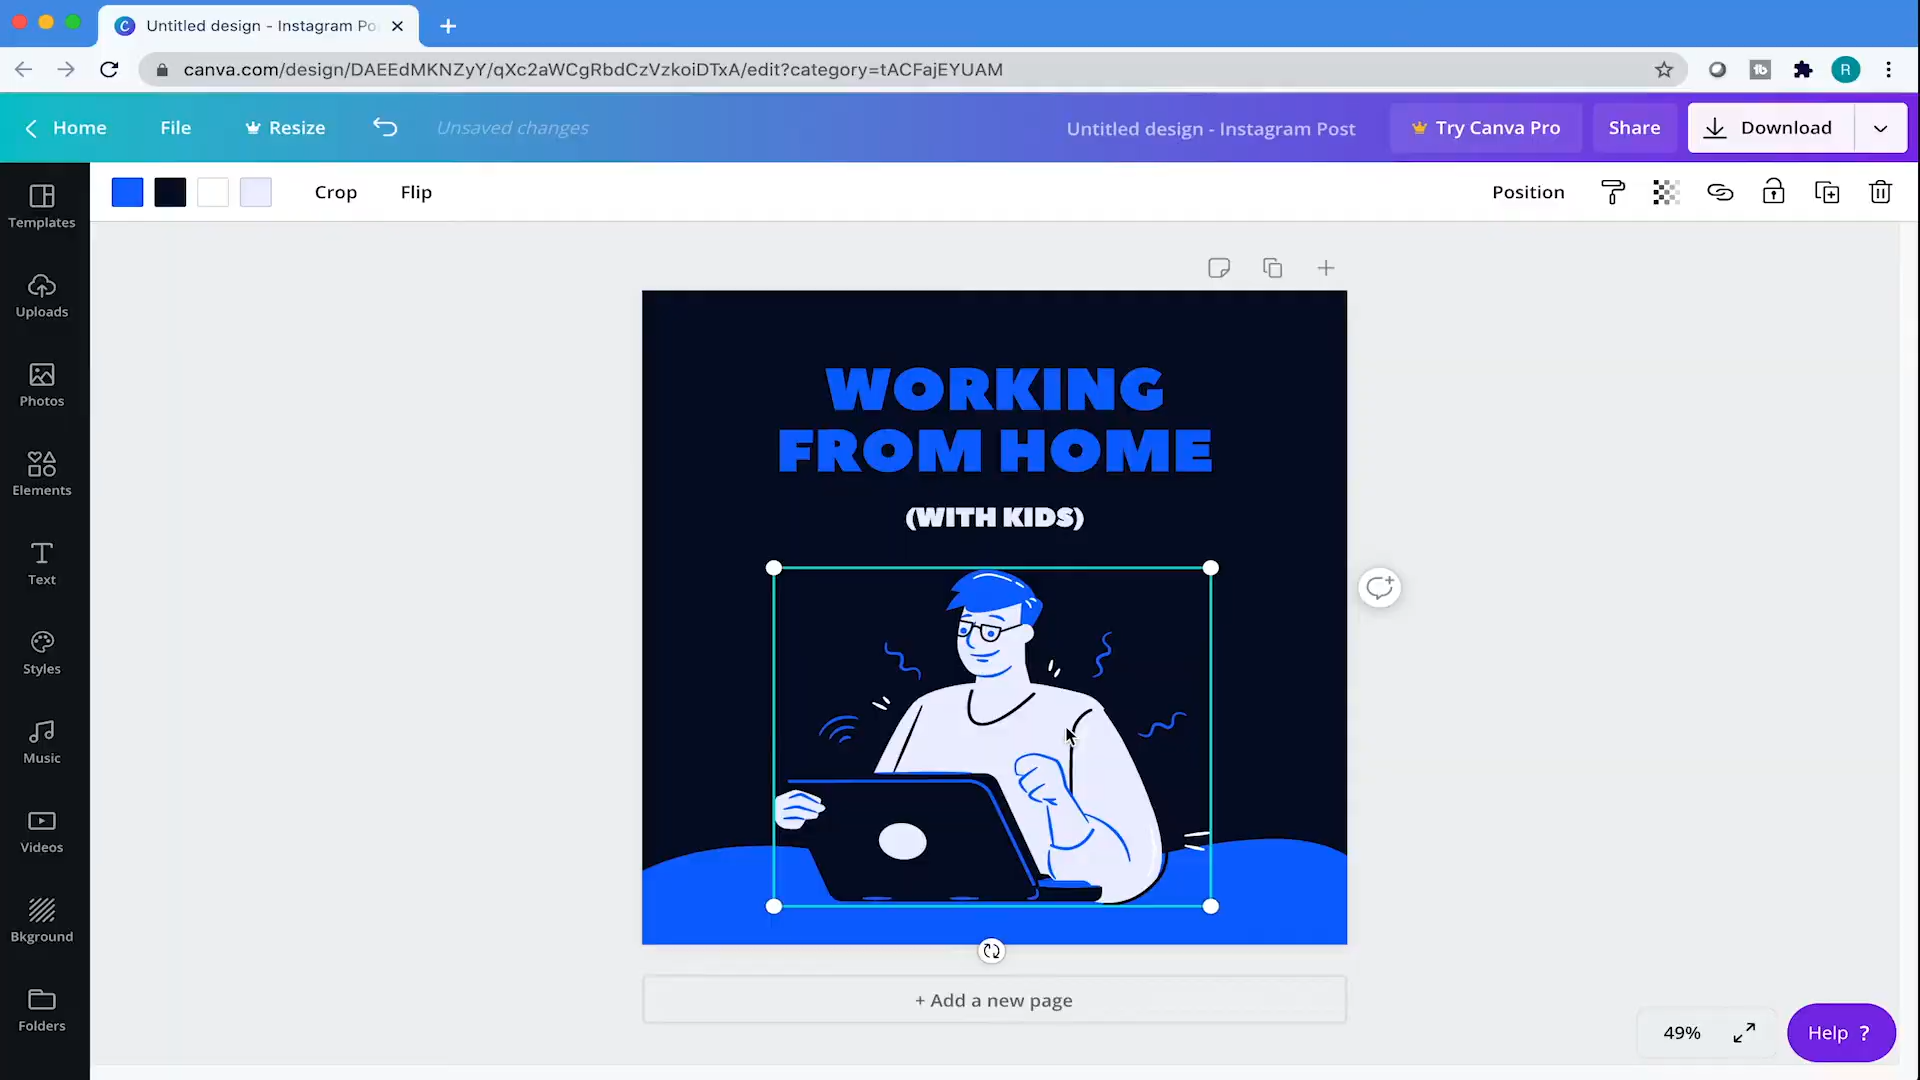 Untitled design - Instagram Po
canva.com/design/DAEEdMKNZyY/qXc2aWCgRbdCzVzkoiDTxA/edit?category=tACFajEYUAM
R
Home
File
Resize
Unsaved changes
Untitled design - Instagram Post
Try Canva Pro
Share
Download
Crop
Flip
Position
Templates
Uploads
Photos
Elements
Text
Styles
Music
Videos
Bkground
Folders
WORKING
FROM HOME
(WITH KIDS)
+ Add a new page
49%
Help ?